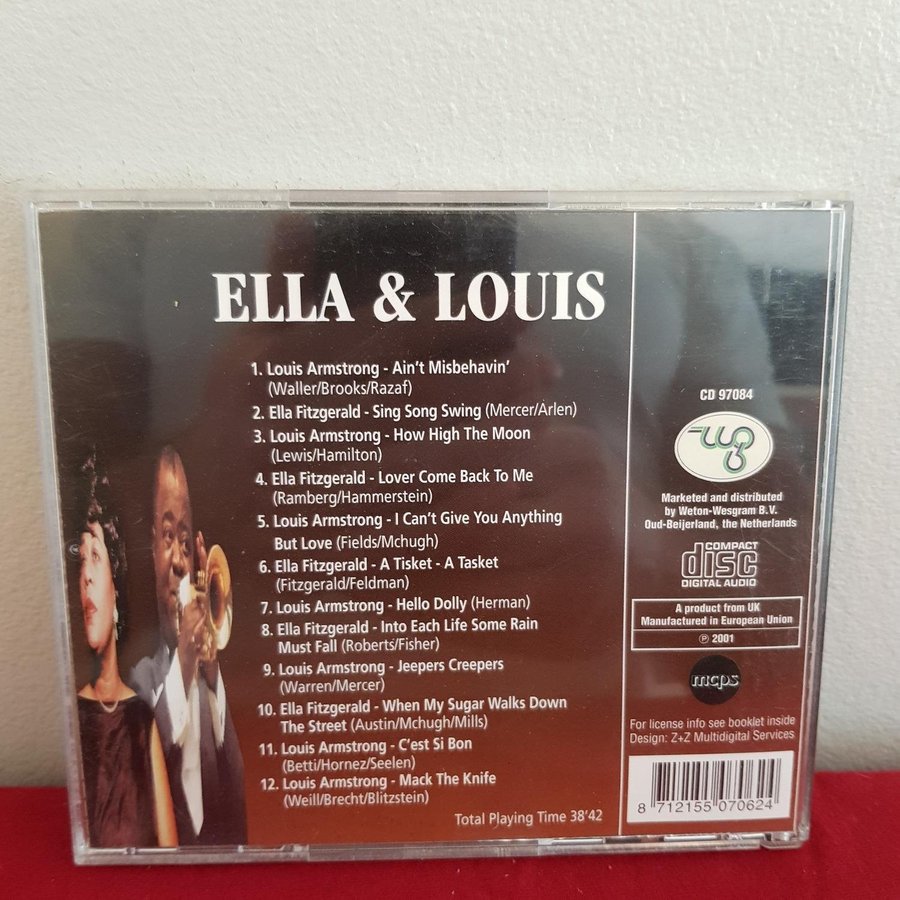 ELLA & LOUIS
1. Louis Armstrong - Ain't Misbehavin'
(Waller/Brooks/Razaf)
2. Ella Fitzgerald - Sing Song Swing (Mercer/Arlen)
3. Louis Armstrong - How High The Moon
(Lewis/Hamilton)
4. Ella Fitzgerald - Lover Come Back To Me
(Ramberg/Hammerstein)
5. Louis Armstrong - I Can't Give You Anything
But Love (Fields/Mchugh)
6. Ella Fitzgerald - A Tisket - A Tasket
(Fitzgerald/Feldman)
7. Louis Armstrong - Hello Dolly (Herman)
8. Ella Fitzgerald - Into Each Life Some Rain
Must Fall (Roberts/Fisher)
9. Louis Armstrong - Jeepers Creepers
(Warren/Mercer)
10. Ella Fitzgerald - When My Sugar Walks Down
The Street (Austin/Mchugh/Mills)
11. Louis Armstrong - C'est Si Bon
(Betti/Hornez/Seelen)
12. Louis Armstrong - Mack The Knife
(Weill/Brecht/Blitzstein)
Total Playing Time 38'42
CD 97084
Marketed and distributed
by Weton-Wesgram B.V.
Oud-Beijerland, the Netherlands
COMPACT
disc
DIGITAL AUDIO
A product from UK
Manufactured in European Union
℗ 2001
mcps
For license info see booklet inside
Design: Z+Z Multidigital Services
8 712155 070624